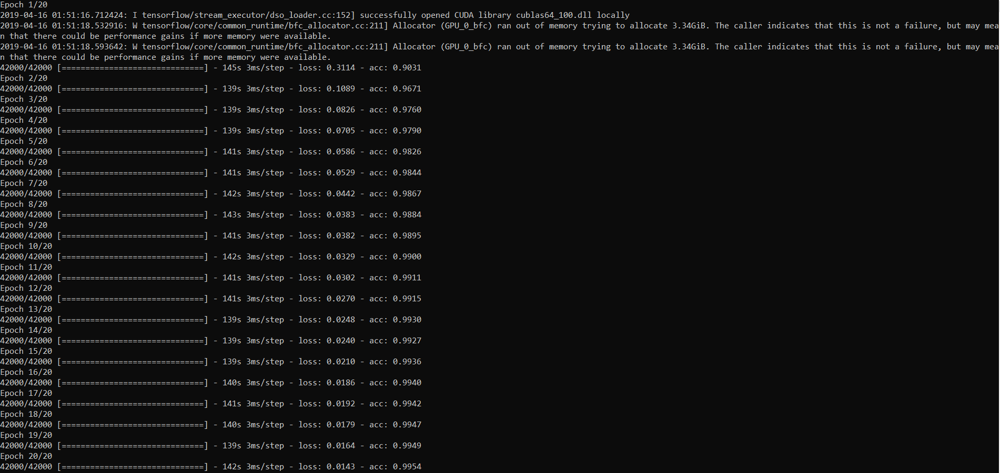 Epoch 1/20
2019-04-16 01:51:16.712424: I tensorflow/stream_executor/dso_loader.cc:152] successfully opened CUDA library cublas64_100.dll locally
2019-04-16 01:51:18.532916: W tensorflow/core/common_runtime/bfc_allocator.cc:211] Allocator (GPU_0_bfc) ran out of memory trying to allocate 3.34GiB. The caller indicates that this is not a failure, but may mea
n that there could be performance gains if more memory were available.
2019-04-16 01:51:18.593642: W tensorflow/core/common_runtime/bfc_allocator.cc:211] Allocator (GPU_0_bfc) ran out of memory trying to allocate 3.34GiB. The caller indicates that this is not a failure, but may mea
n that there could be performance gains if more memory were available.
42000/42000 [==============================] - 145s 3ms/step - loss: 0.3114 - acc: 0.9031
Epoch 2/20
42000/42000 [==============================] - 139s 3ms/step - loss: 0.1089 - acc: 0.9671
Epoch 3/20
42000/42000 [==============================] - 139s 3ms/step - loss: 0.0826 - acc: 0.9760
Epoch 4/20
42000/42000 [==============================] - 139s 3ms/step - loss: 0.0705 - acc: 0.9790
Epoch 5/20
42000/42000 [==============================] - 141s 3ms/step - loss: 0.0586 - acc: 0.9826
Epoch 6/20
42000/42000 [==============================] - 141s 3ms/step - loss: 0.0529 - acc: 0.9844
Epoch 7/20
42000/42000 [==============================] - 142s 3ms/step - loss: 0.0442 - acc: 0.9867
Epoch 8/20
42000/42000 [==============================] - 143s 3ms/step - loss: 0.0383 - acc: 0.9884
Epoch 9/20
42000/42000 [==============================] - 141s 3ms/step - loss: 0.0382 - acc: 0.9895
Epoch 10/20
42000/42000 [==============================] - 142s 3ms/step - loss: 0.0329 - acc: 0.9900
Epoch 11/20
42000/42000 [==============================] - 141s 3ms/step - loss: 0.0302 - acc: 0.9911
Epoch 12/20
42000/42000 [==============================] - 141s 3ms/step - loss: 0.0270 - acc: 0.9915
Epoch 13/20
42000/42000 [==============================] - 139s 3ms/step - loss: 0.0248 - acc: 0.9930
Epoch 14/20
42000/42000 [==============================] - 139s 3ms/step - loss: 0.0240 - acc: 0.9927
Epoch 15/20
42000/42000 [==============================] - 139s 3ms/step - loss: 0.0210 - acc: 0.9936
Epoch 16/20
42000/42000 [==============================] - 140s 3ms/step - loss: 0.0186 - acc: 0.9940
Epoch 17/20
42000/42000 [==============================] - 141s 3ms/step - loss: 0.0192 - acc: 0.9942
Epoch 18/20
42000/42000 [==============================] - 140s 3ms/step - loss: 0.0179 - acc: 0.9947
Epoch 19/20
42000/42000 [==============================] - 139s 3ms/step - loss: 0.0164 - acc: 0.9949
Epoch 20/20
42000/42000 [==============================] - 142s 3ms/step - loss: 0.0143 - acc: 0.9954